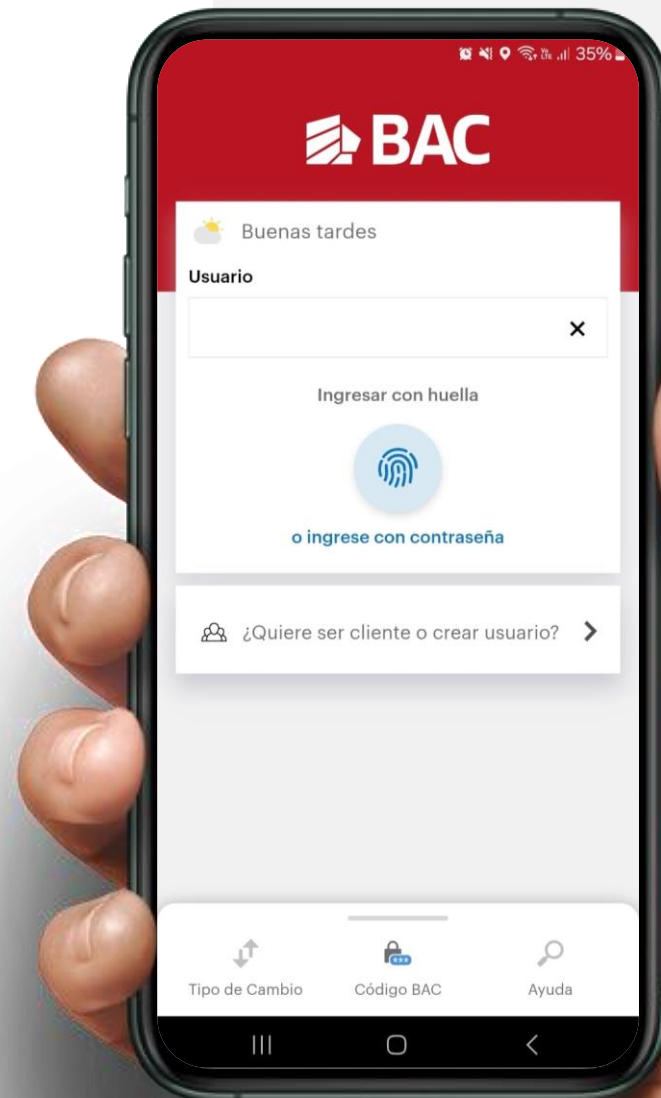 35%
BAC
Buenas tardes
Usuario
Ingresar con huella
o ingrese con contraseña
¿Quiere ser cliente o crear usuario?
Tipo de Cambio
Código BAC
Ayuda